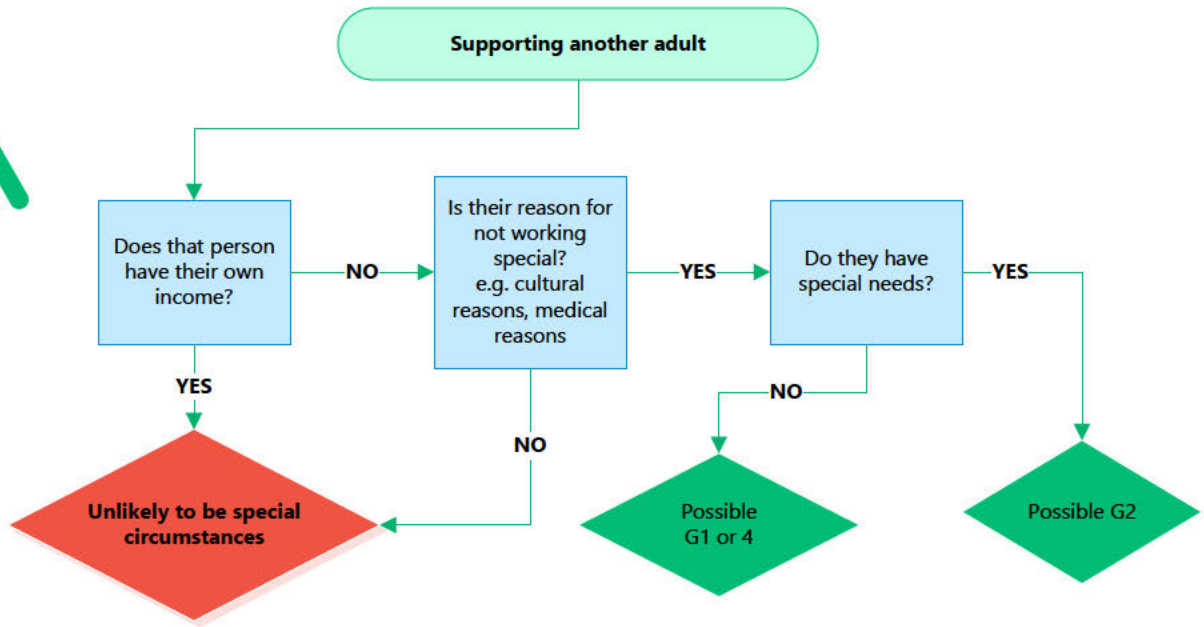 Supporting another adult
Does that person
have their own
income?
NO
Is their reason for
not working
special?
e.g. cultural
reasons, medical
reasons
YES
Do they have
special needs?
YES
YES
NO
NO
Unlikely to be special
circumstances
Possible
G1 or 4
Possible G2